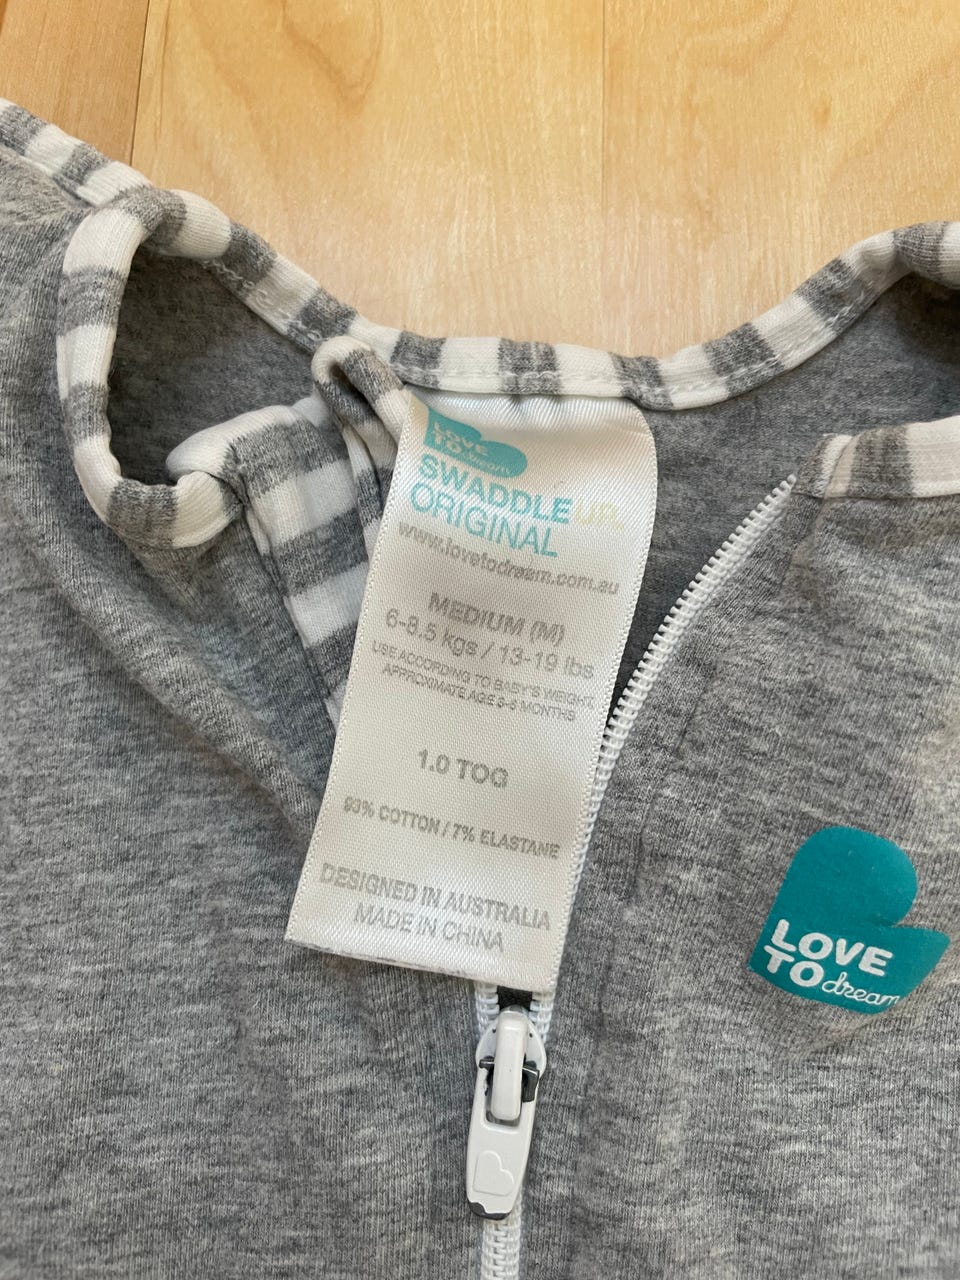 LOVE
TO dream
SWADDLE UP
ORIGINAL
www.lovetodream.com.au
MEDIUM (M)
6-8.5 kgs / 13-19 lbs
USE ACCORDING TO BABY'S WEIGHT
APPROXIMATE AGE 3-6 MONTHS
1.0 TOG
93% COTTON / 7% ELASTANE
DESIGNED IN AUSTRALIA
MADE IN CHINA
LOVE
TO dream